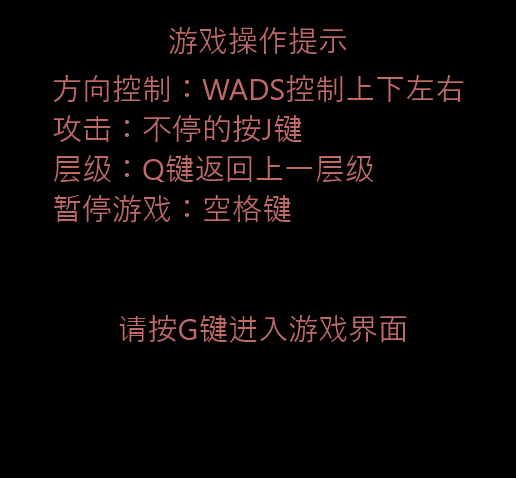 游戏操作提示
方向控制：WADS控制上下左右
攻击：不停的按J键
层级：Q键返回上一层级
暂停游戏：空格键
请按G键进入游戏界面